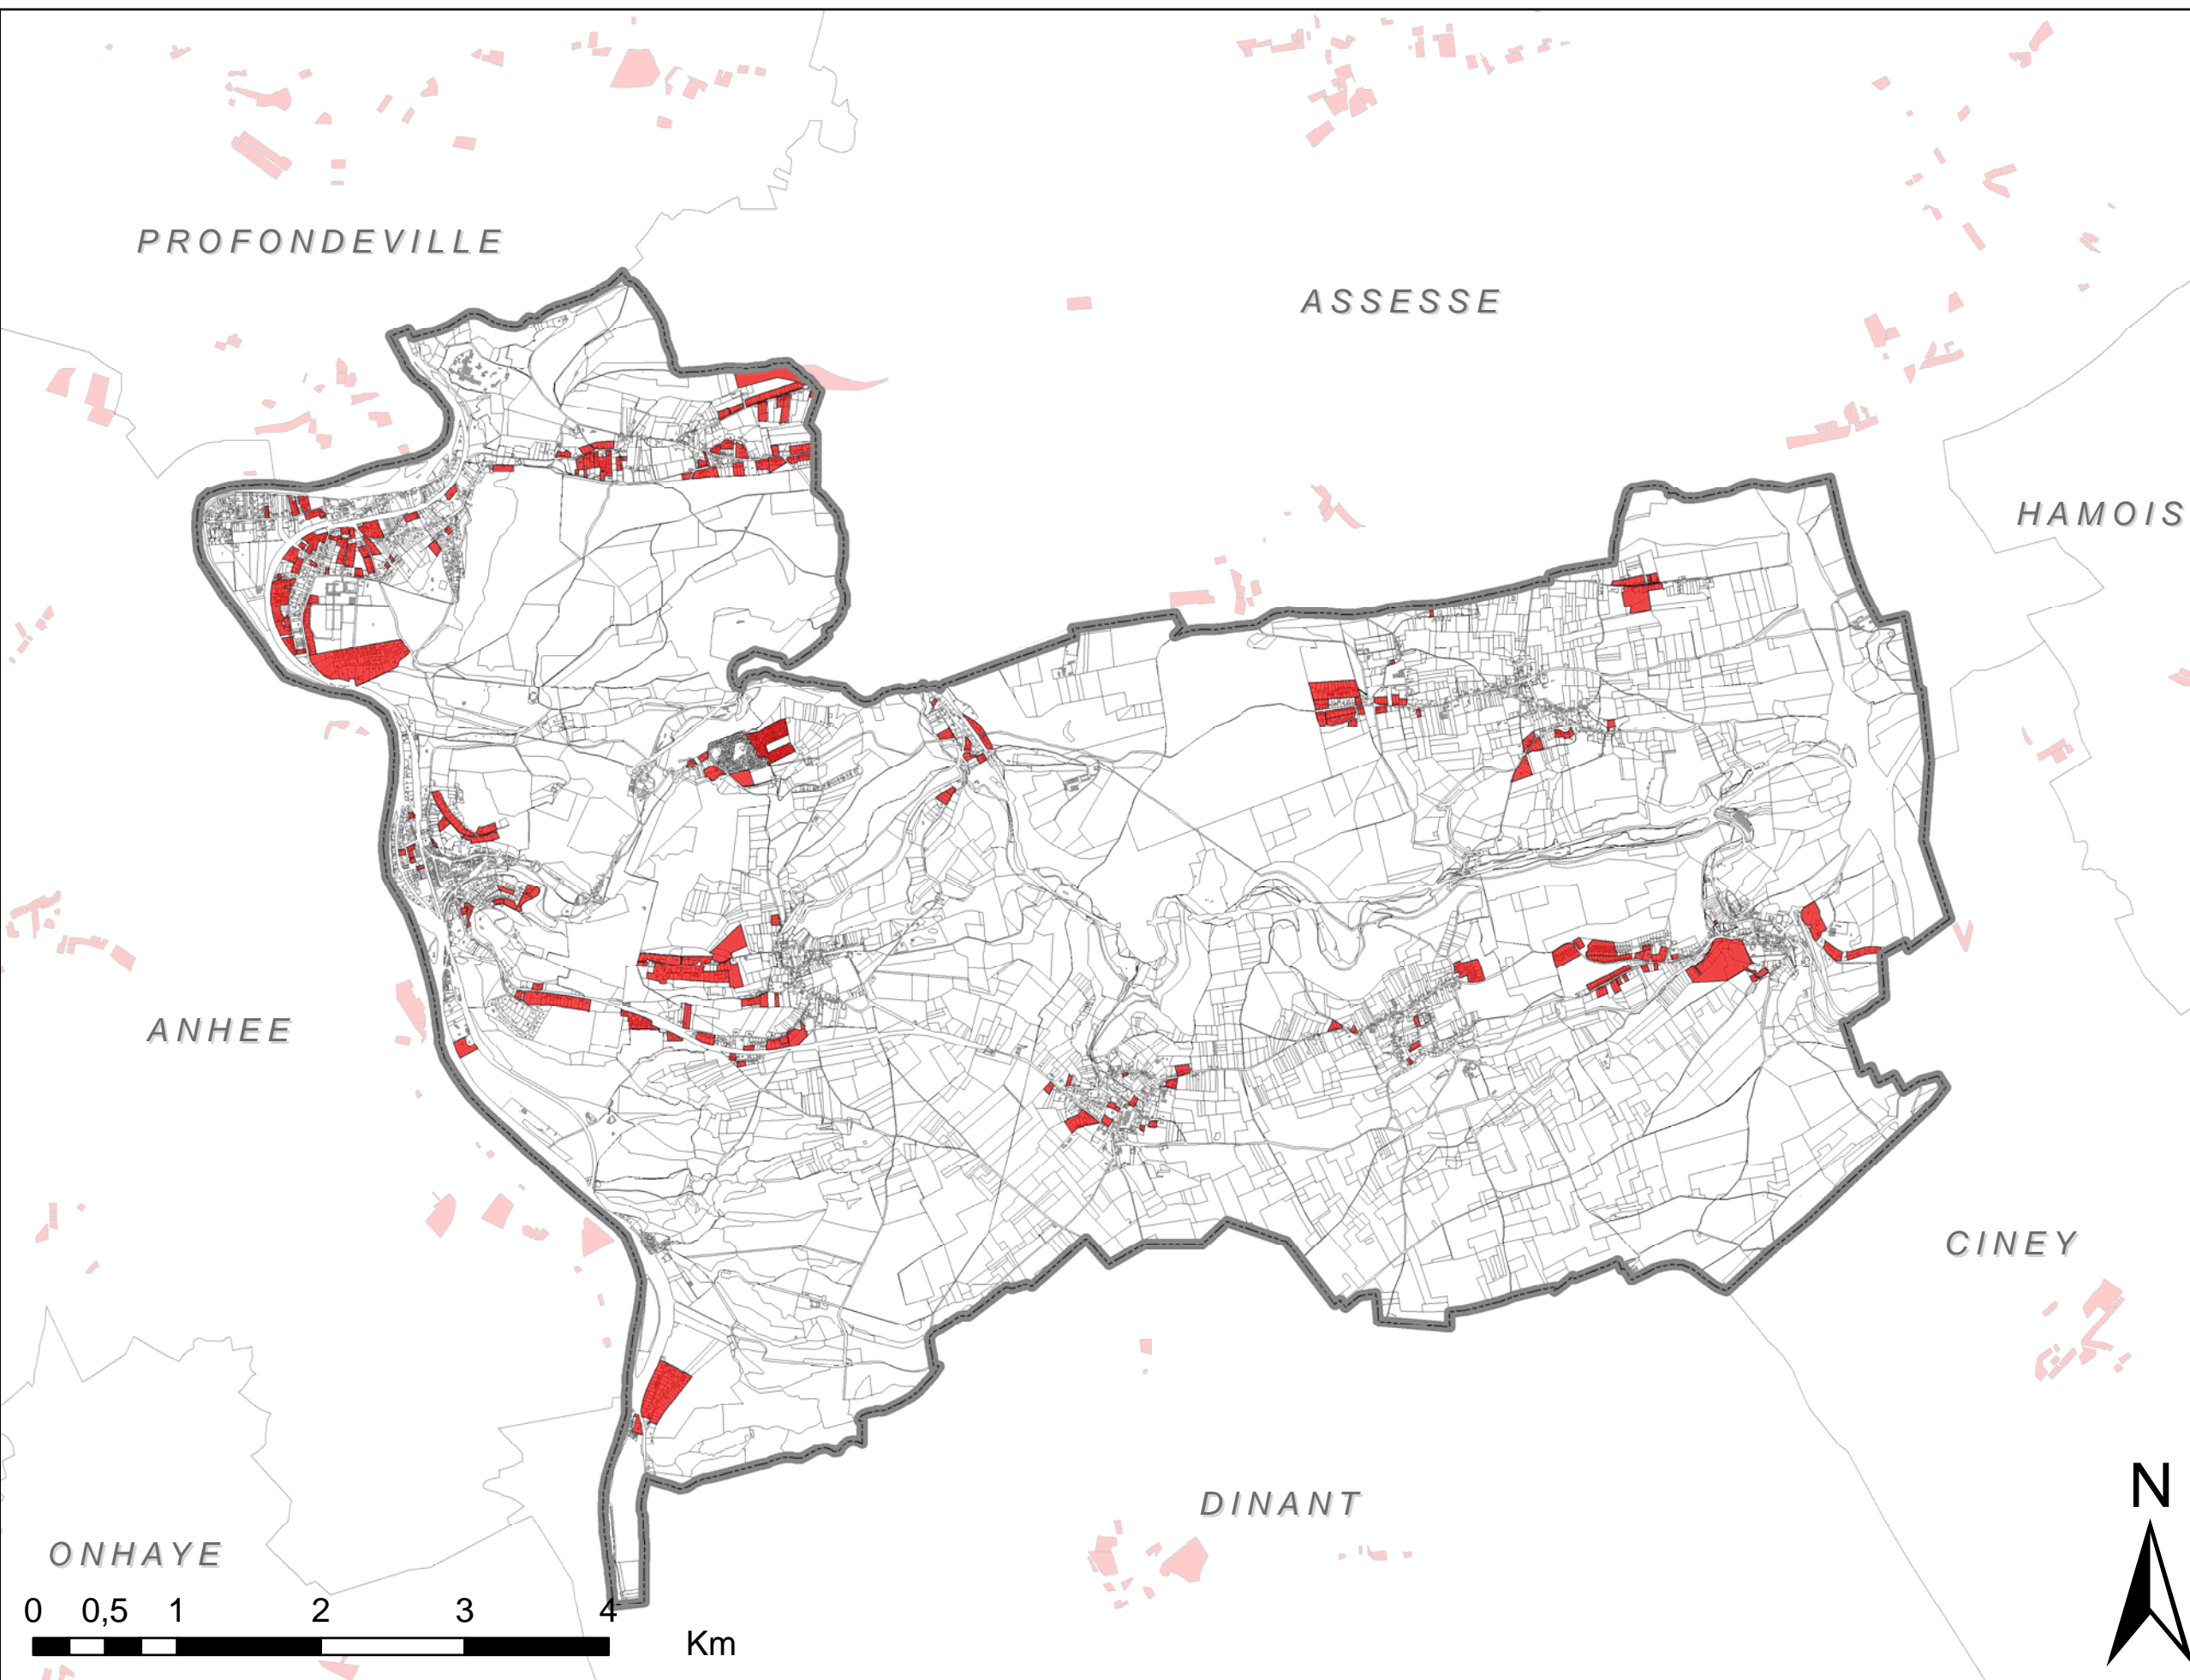 PROFONDEVILLE
ASSESSE
HAMOIS
ANHEE
CINEY
DINANT
ONHAYE
N
0 0,5 1 2 3 4
Km